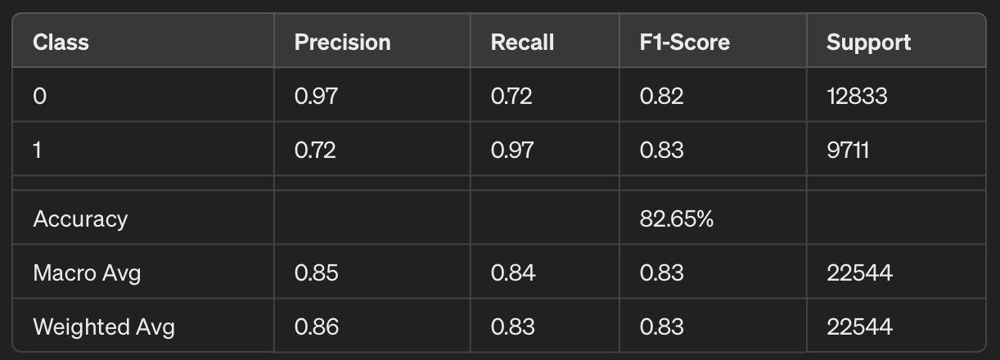 Class Precision Recall F1-Score Support
0 0.97 0.72 0.82 12833
1 0.72 0.97 0.83 9711
Accuracy 82.65%
Macro Avg 0.85 0.84 0.83 22544
Weighted Avg 0.86 0.83 0.83 22544